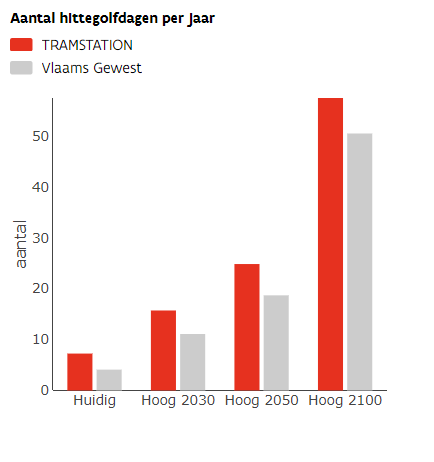 Aantal hittegolfdagen per jaar
TRAMSTATION
Vlaams Gewest
aantal
50
40
30
20
10
0
Huidig Hoog 2030 Hoog 2050 Hoog 2100